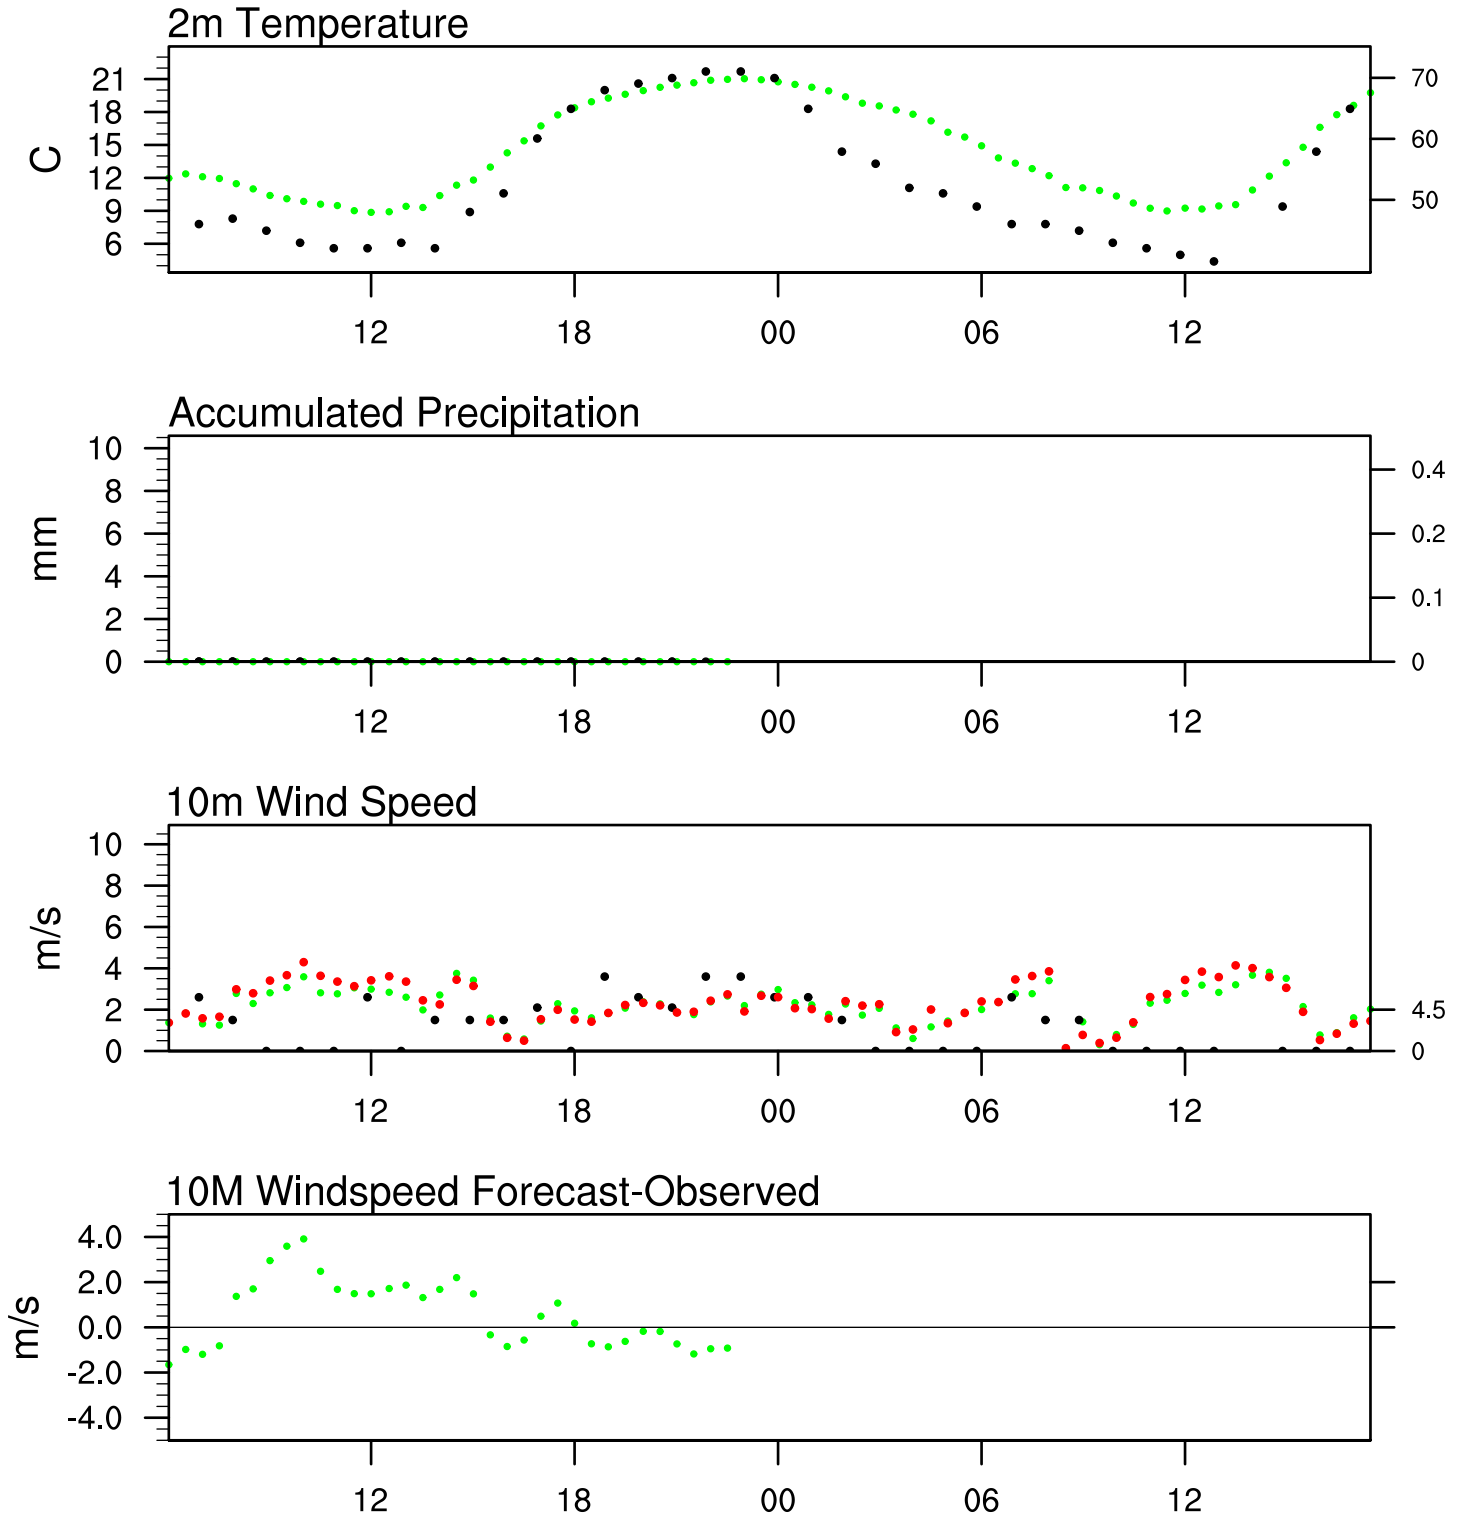 2m Temperature
21
18
15
12
9
6
C
70
60
50
12 18 00 06 12
Accumulated Precipitation
10
8
6
4
2
0
mm
0.4
0.2
0.1
0
12 18 00 06 12
10m Wind Speed
10
8
6
4
2
0
m/s
4.5
0
12 18 00 06 12
10M Windspeed Forecast-Observed
4.0
2.0
0.0
-2.0
-4.0
m/s
12 18 00 06 12